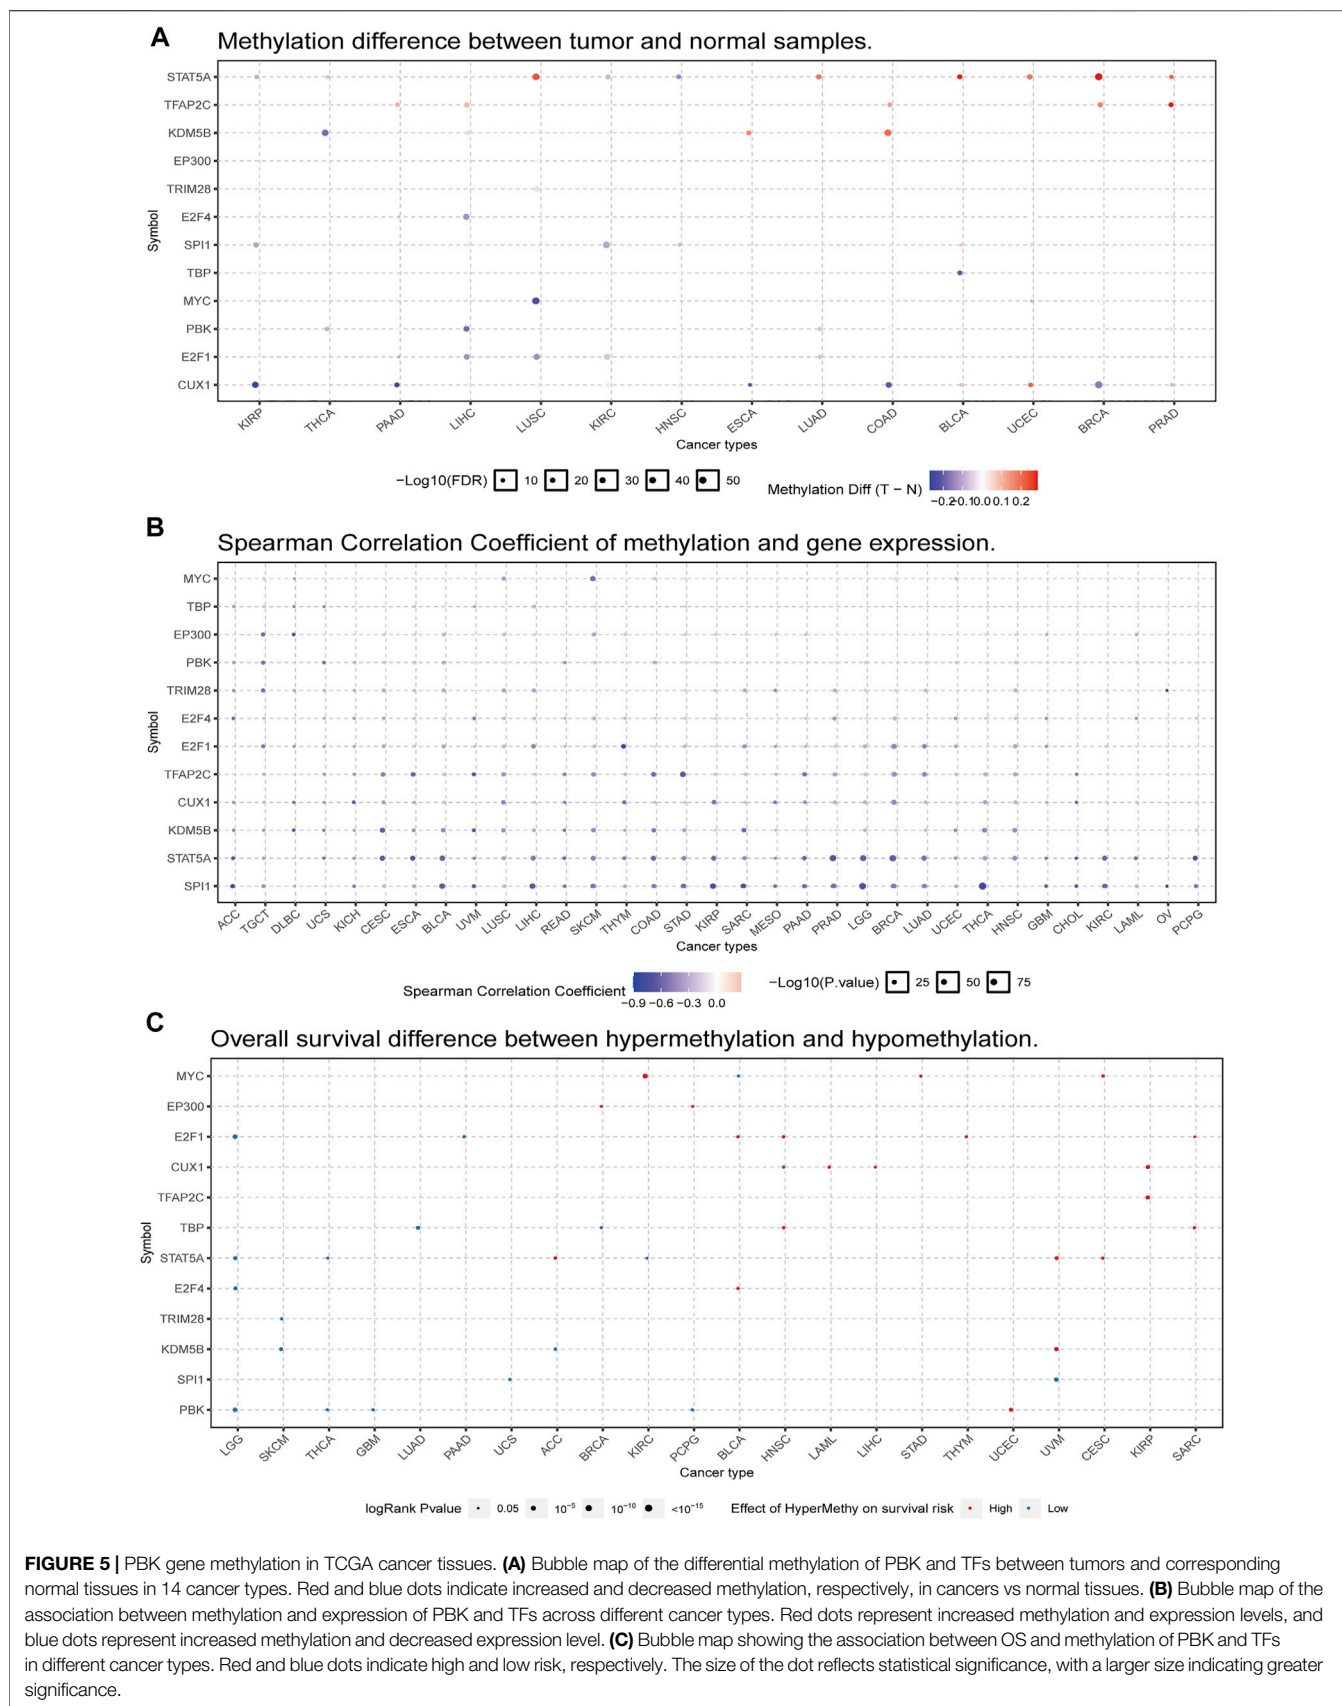 A
Methylation difference between tumor and normal samples.
Symbol
STAT5A
TFAP2C
KDM5B
EP300
TRIM28
E2F4
SPI1
TBP
MYC
PBK
E2F1
CUX1
KIRP THCA PAAD LIHC LUSC KIRC HNSC ESCA LUAD COAD BLCA UCEC BRCA PRAD
Cancer types
−Log10(FDR) 10 20 30 40 50 Methylation Diff (T − N)
−0.2−0.10.0 0.1 0.2
B
Spearman Correlation Coefficient of methylation and gene expression.
Symbol
MYC
TBP
EP300
PBK
TRIM28
E2F4
E2F1
TFAP2C
CUX1
KDM5B
STAT5A
SPI1
ACC TGCT DLBC UCS KICH CESC ESCA BLCA UVM LUSC LIHC READ SKCM THYM COAD STAD KIRP SARC MESO PAAD PRAD LGG BRCA LUAD UCEC THCA HNSC GBM CHOL KIRC LAML OV PCPG
Cancer types
Spearman Correlation Coefficient −0.9 −0.6 −0.3 0.0 −Log10(P.value) 25 50 75
C
Overall survival difference between hypermethylation and hypomethylation.
Symbol
MYC
EP300
E2F1
CUX1
TFAP2C
TBP
STAT5A
E2F4
TRIM28
KDM5B
SPI1
PBK
LGG SKCM THCA GBM LUAD PAAD UCS ACC BRCA KIRC PCPG BLCA HNSC LAML LIHC STAD THYM UCEC UVM CESC KIRP SARC
Cancer type
logRank Pvalue 0.05 10⁻⁵ 10⁻¹⁰ <10⁻¹⁵ Effect of HyperMethy on survival risk High Low
FIGURE 5 | PBK gene methylation in TCGA cancer tissues. (A) Bubble map of the differential methylation of PBK and TFs between tumors and corresponding
normal tissues in 14 cancer types. Red and blue dots indicate increased and decreased methylation, respectively, in cancers vs normal tissues. (B) Bubble map of the
association between methylation and expression of PBK and TFs across different cancer types. Red dots represent increased methylation and expression levels, and
blue dots represent increased methylation and decreased expression level. (C) Bubble map showing the association between OS and methylation of PBK and TFs
in different cancer types. Red and blue dots indicate high and low risk, respectively. The size of the dot reflects statistical significance, with a larger size indicating greater
significance.